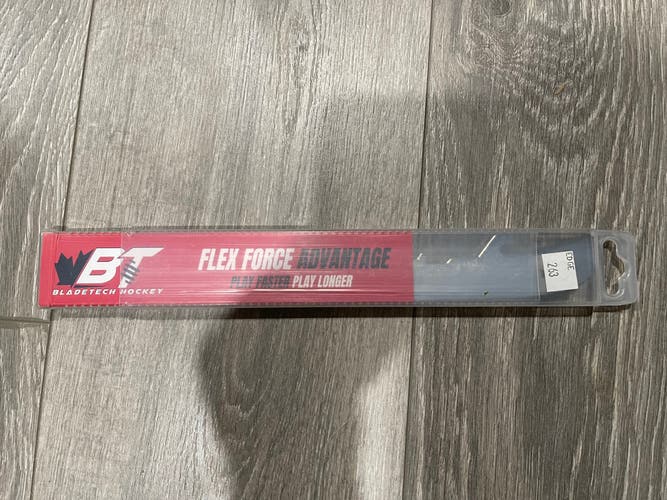 BT
BLADETECH HOCKEY
FLEX FORCE ADVANTAGE
PLAY FASTER PLAY LONGER
EDGE
263